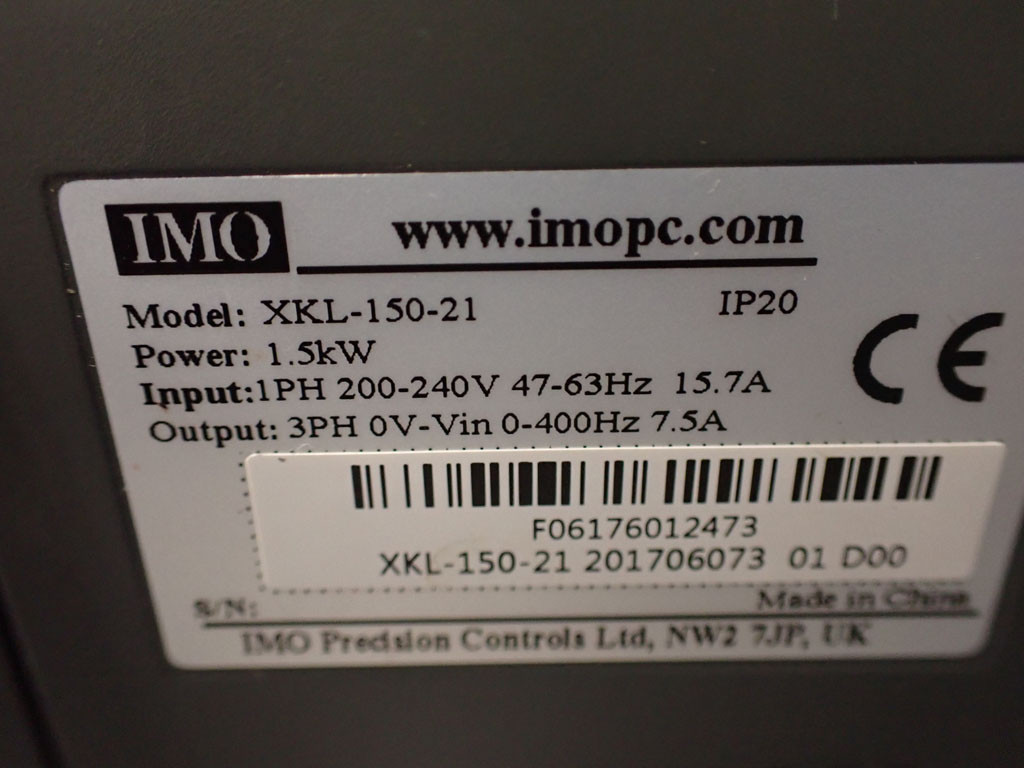 IMO www.imopc.com
Model: XKL-150-21 IP20
Power: 1.5kW
Input:1PH 200-240V 47-63Hz 15.7A
Output: 3PH 0V-Vin 0-400Hz 7.5A
CE
F06176012473
XKL-150-21 201706073 01 D00
S/N: Made in China
IMO Precision Controls Ltd, NW2 7JP, UK